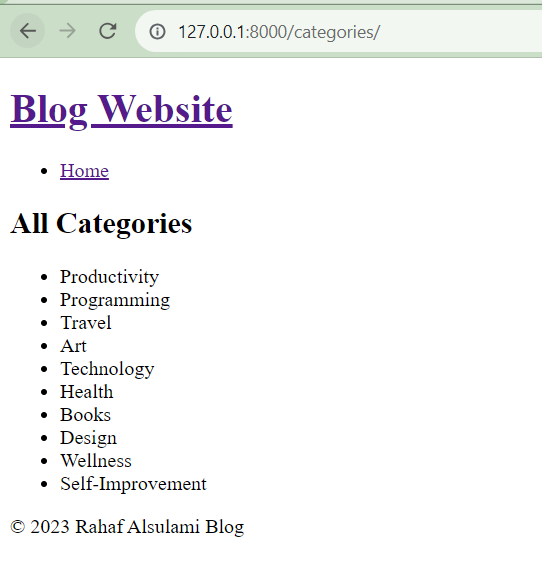 127.0.0.1:8000/categories/
Blog Website
Home
All Categories
Productivity
Programming
Travel
Art
Technology
Health
Books
Design
Wellness
Self-Improvement
© 2023 Rahaf Alsulami Blog